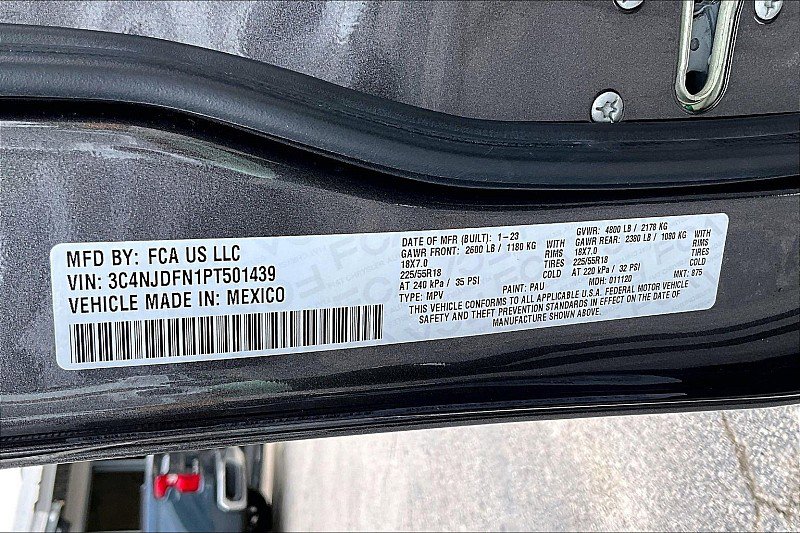 MFD BY: FCA US LLC
VIN: 3C4NJDFN1PT501439
VEHICLE MADE IN: MEXICO
DATE OF MFR (BUILT): 1-23 GVWR: 4800 LB / 2178 KG
GAWR FRONT: 2600 LB / 1180 KG WITH GAWR REAR: 2380 LB / 1080 KG WITH
18X7.0 RIMS 18X7.0 RIMS
225/55R18 TIRES 225/55R18 TIRES
AT 240 kPa / 35 PSI COLD AT 220 kPa / 32 PSI COLD
TYPE: MPV PAINT: PAU MDH: 011120 MKT: 875
THIS VEHICLE CONFORMS TO ALL APPLICABLE U.S.A. FEDERAL MOTOR VEHICLE
SAFETY AND THEFT PREVENTION STANDARDS IN EFFECT ON THE DATE OF
MANUFACTURE SHOWN ABOVE.